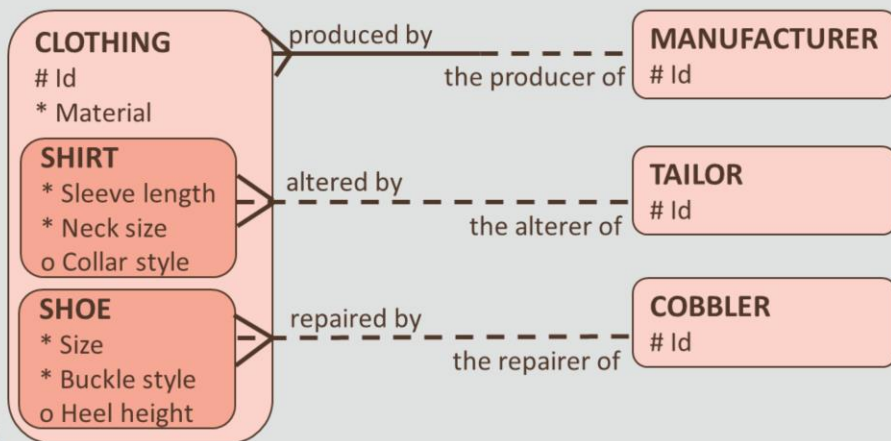 CLOTHING
# Id
* Material
SHIRT
* Sleeve length
* Neck size
o Collar style
SHOE
* Size
* Buckle style
o Heel height
produced by
the producer of
MANUFACTURER
# Id
altered by
the alterer of
TAILOR
# Id
repaired by
the repairer of
COBBLER
# Id